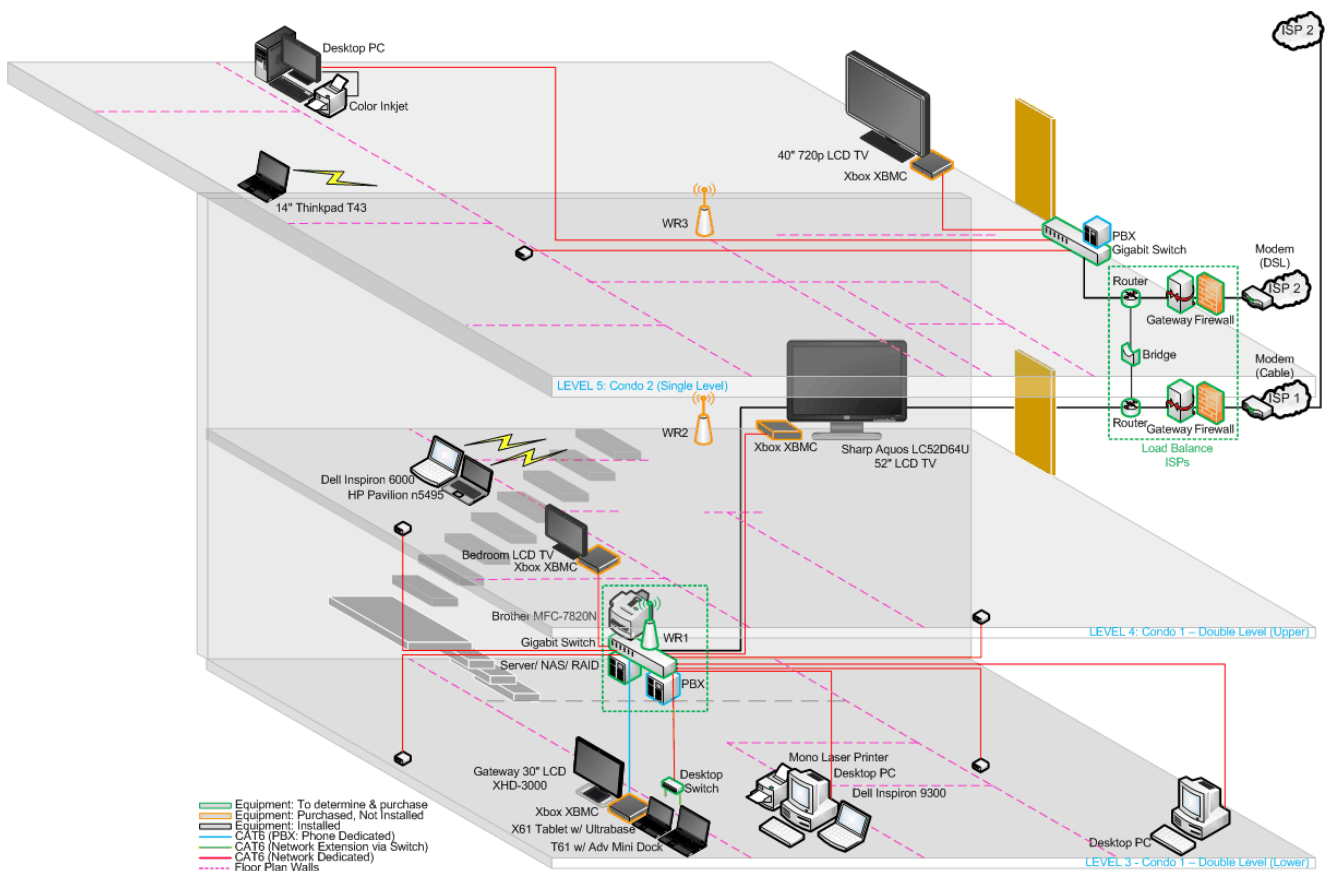 ISP 2
Desktop PC
Color Inkjet
40" 720p LCD TV
Xbox XBMC
14" Thinkpad T43
WR3
PBX
Gigabit Switch
Modem
(DSL)
Router
ISP 2
Gateway Firewall
Bridge
Modem
(Cable)
LEVEL 5: Condo 2 (Single Level)
ISP 1
Router
Gateway Firewall
WR2
Xbox XBMC
Sharp Aquos LC52D64U
52" LCD TV
Load Balance
ISPs
Dell Inspiron 6000
HP Pavilion n5495
Bedroom LCD TV
Xbox XBMC
Brother MFC-7820N
WR1
Gigabit Switch
LEVEL 4: Condo 1 – Double Level (Upper)
Server/ NAS/ RAID
PBX
Gateway 30" LCD
XHD-3000
Desktop
Switch
Mono Laser Printer
Desktop PC
Dell Inspiron 9300
Xbox XBMC
X61 Tablet w/ Ultrabase
T61 w/ Adv Mini Dock
Desktop PC
LEVEL 3 - Condo 1 – Double Level (Lower)
Equipment: To determine & purchase
Equipment: Purchased, Not Installed
Equipment: Installed
CAT6 (PBX: Phone Dedicated)
CAT6 (Network Extension via Switch)
CAT6 (Network Dedicated)
Floor Plan Walls